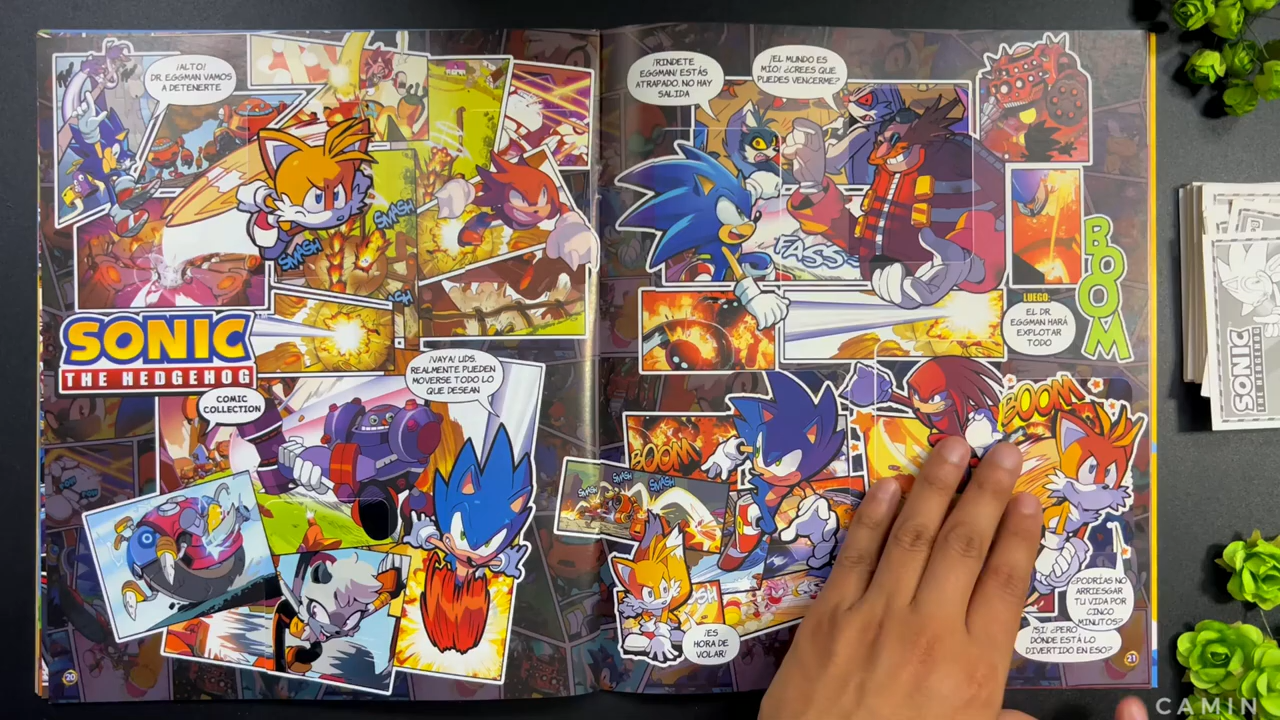 ¡ALTO!
DR EGGMAN VAMOS
A DETENERTE
SMASH
SMASH
SONIC
THE HEDGEHOG
COMIC
COLLECTION
¡VAYA! UDS.
REALMENTE PUEDEN
MOVERSE TODO LO
QUE DESEAN
20
¡RINDETE
EGGMAN! ESTÁS
ATRAPADO. NO HAY
SALIDA
¡EL MUNDO ES
MÍO! ¿CREES QUE
PUEDES VENCERME?
FASSS
BOOM
LUEGO:
EL DR.
EGGMAN HARÁ
EXPLOTAR
TODO
BOOM
BOOM
SMASH
SMASH
SMASH
¡ES
HORA DE
VOLAR!
¿PODRÍAS NO
ARRIESGAR
TU VIDA POR
CINCO
MINUTOS?
¡SI! ¿PERO
DÓNDE ESTÁ LO
DIVERTIDO EN ESO?
21
SONIC
THE HEDGEHOG
CAMIN